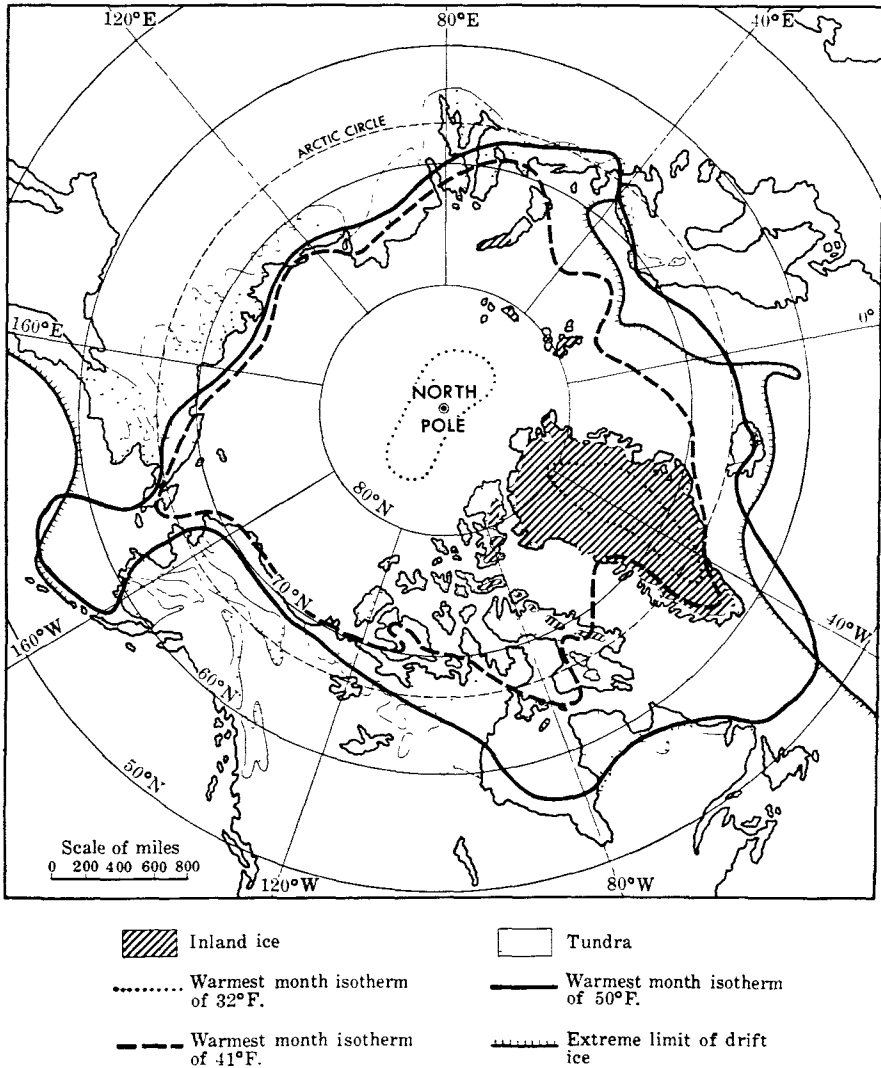 120°E
80°E
40°E
ARCTIC CIRCLE
160°E
0°
NORTH
POLE
80°N
70°N
160°W
60°N
40°W
50°N
Scale of miles
0 200 400 600 800
120°W
80°W
Inland ice
Tundra
Warmest month isotherm
of 32°F.
Warmest month isotherm
of 50°F.
Warmest month isotherm
of 41°F.
Extreme limit of drift
ice